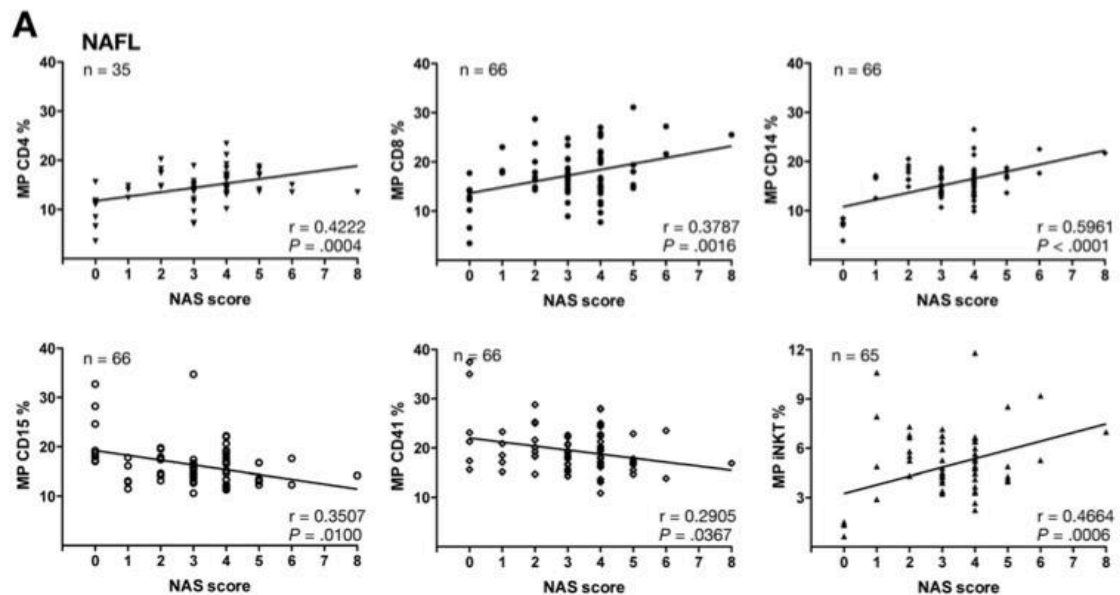 A
NAFL
n = 35
MP CD4 %
40
30
20
10
0 1 2 3 4 5 6 7 8
NAS score
r = 0.4222
P = .0004
n = 66
MP CD8 %
40
30
20
10
0 1 2 3 4 5 6 7 8
NAS score
r = 0.3787
P = .0016
n = 66
MP CD14 %
40
30
20
10
0 1 2 3 4 5 6 7 8
NAS score
r = 0.5961
P < .0001
n = 66
MP CD15 %
40
30
20
10
0 1 2 3 4 5 6 7 8
NAS score
r = 0.3507
P = .0100
n = 66
MP CD41 %
40
30
20
10
0 1 2 3 4 5 6 7 8
NAS score
r = 0.2905
P = .0367
n = 65
MP iNKT %
12
9
6
3
0 1 2 3 4 5 6 7 8
NAS score
r = 0.4664
P = .0006